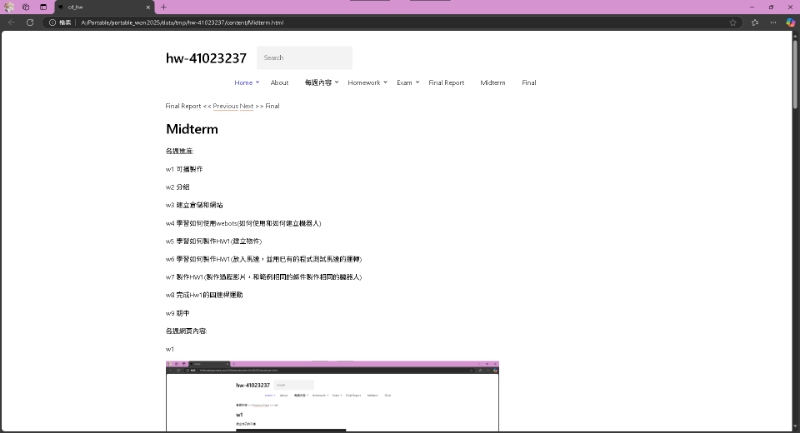 cd_hw
檔案 A:/Portable/portable_wcm2025/data/tmp/hw-41023237/content/Midterm.html
hw-41023237
Search
Home About 每週內容 Homework Exam Final Report Midterm Final
Final Report << Previous Next >> Final
Midterm
各週進度:
w1 可攜製作
w2 分組
w3 建立倉儲和網站
w4 學習如何使用webots(如何使用和如何建立機器人)
w5 學習如何製作HW1(建立物件)
w6 學習如何製作HW1(放入馬達，並用已有的程式測試馬達的運轉)
w7 製作HW1(製作過程影片，和範例相同的條件製作相同的機器人)
w8 完成Hw1的四連桿運動
w9 期中
各週網頁內容:
w1
hw-41023237
w1